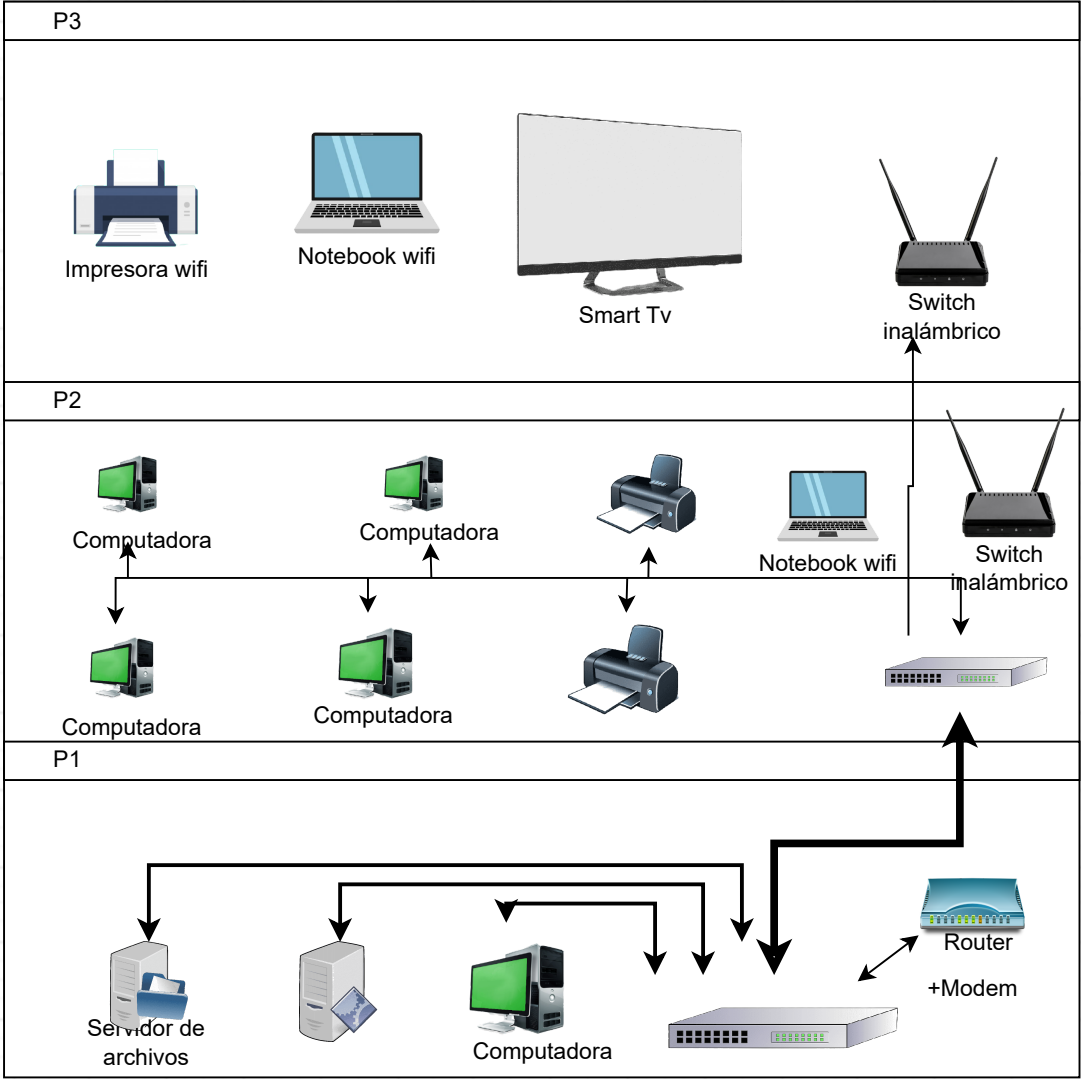 P3
Impresora wifi
Notebook wifi
Smart Tv
Switch
inalámbrico
P2
Computadora
Computadora
Notebook wifi
Switch
inalámbrico
Computadora
Computadora
P1
Router
+Modem
Servidor de
archivos
Computadora